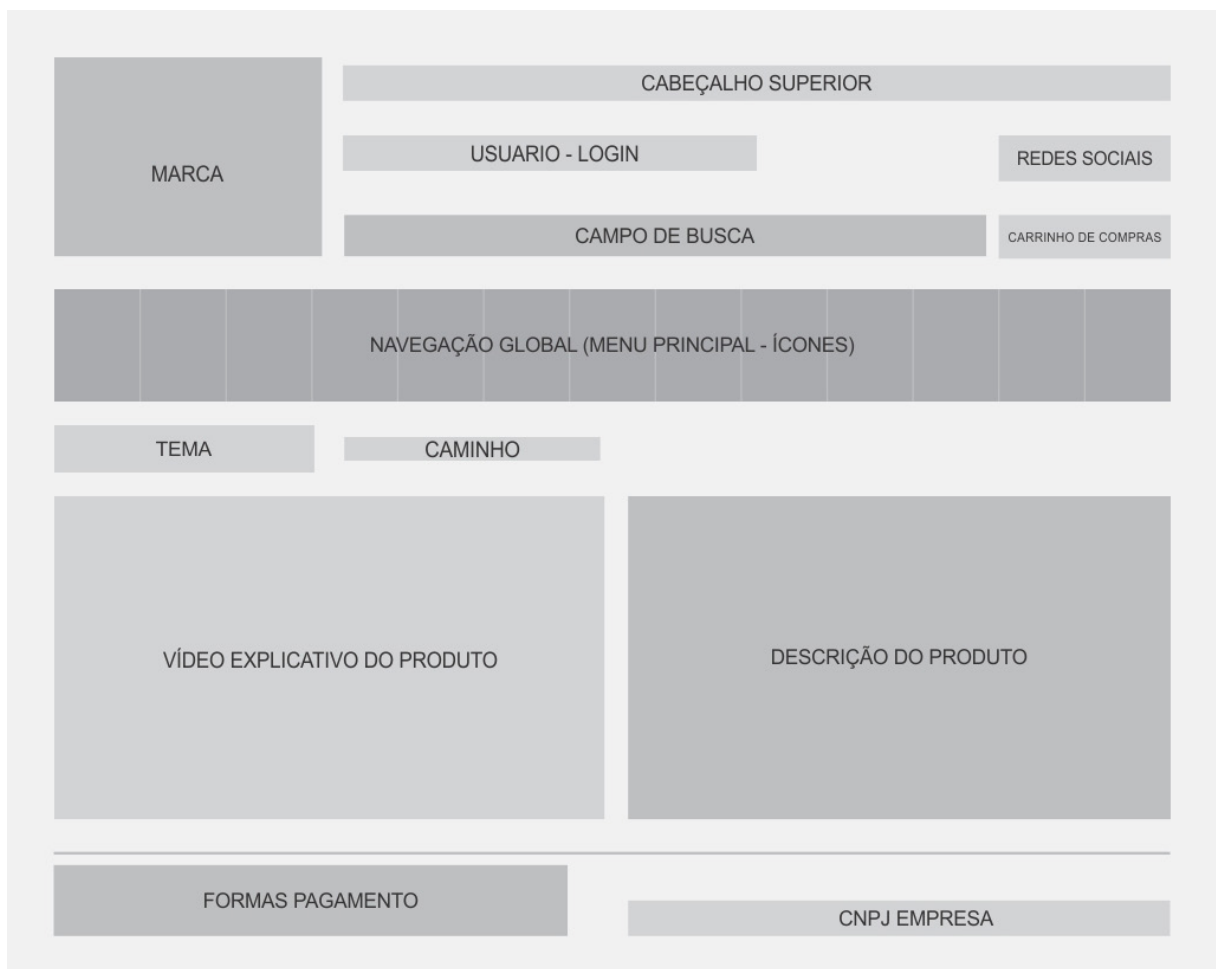 CABEÇALHO SUPERIOR
MARCA
USUARIO - LOGIN
REDES SOCIAIS
CAMPO DE BUSCA
CARRINHO DE COMPRAS
NAVEGAÇÃO GLOBAL (MENU PRINCIPAL - ÍCONES)
TEMA
CAMINHO
VÍDEO EXPLICATIVO DO PRODUTO
DESCRIÇÃO DO PRODUTO
FORMAS PAGAMENTO
CNPJ EMPRESA